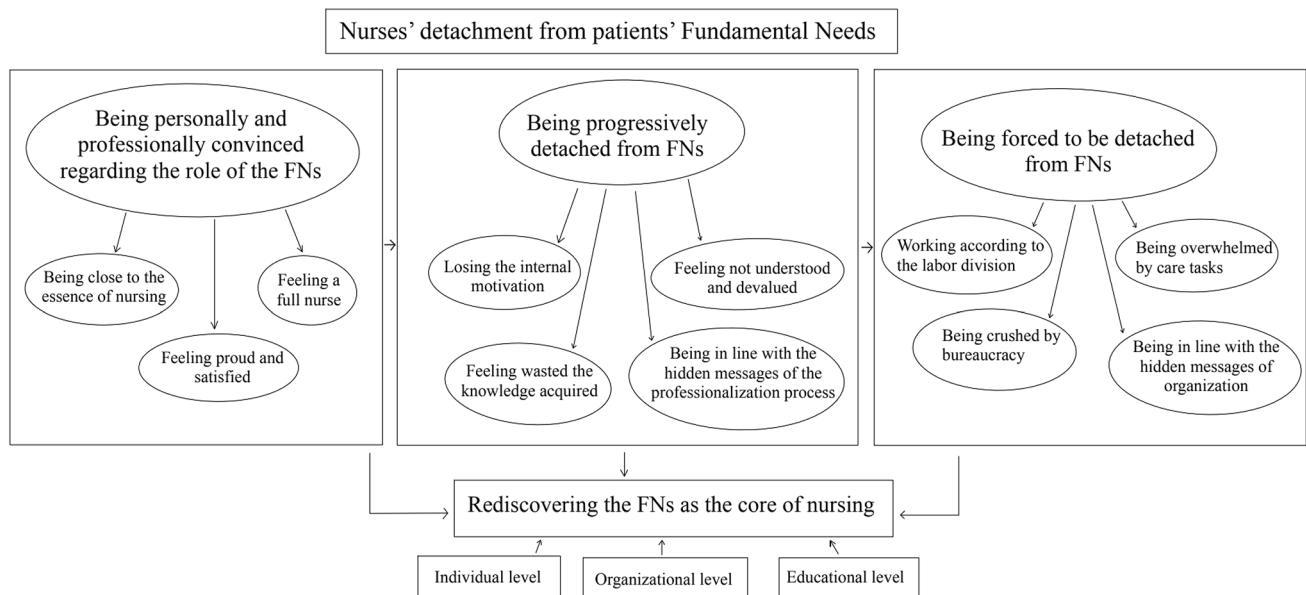 Nurses’ detachment from patients’ Fundamental Needs
Being personally and
professionally convinced
regarding the role of the FNs
Being close to the
essence of nursing
Feeling a
full nurse
Feeling proud and
satisfied
Being progressively
detached from FNs
Losing the internal
motivation
Feeling not understood
and devalued
Feeling wasted the
knowledge acquired
Being in line with the
hidden messages of the
professionalization process
Being forced to be detached
from FNs
Working according to
the labor division
Being overwhelmed
by care tasks
Being crushed by
bureaucracy
Being in line with the
hidden messages of
organization
Rediscovering the FNs as the core of nursing
Individual level
Organizational level
Educational level